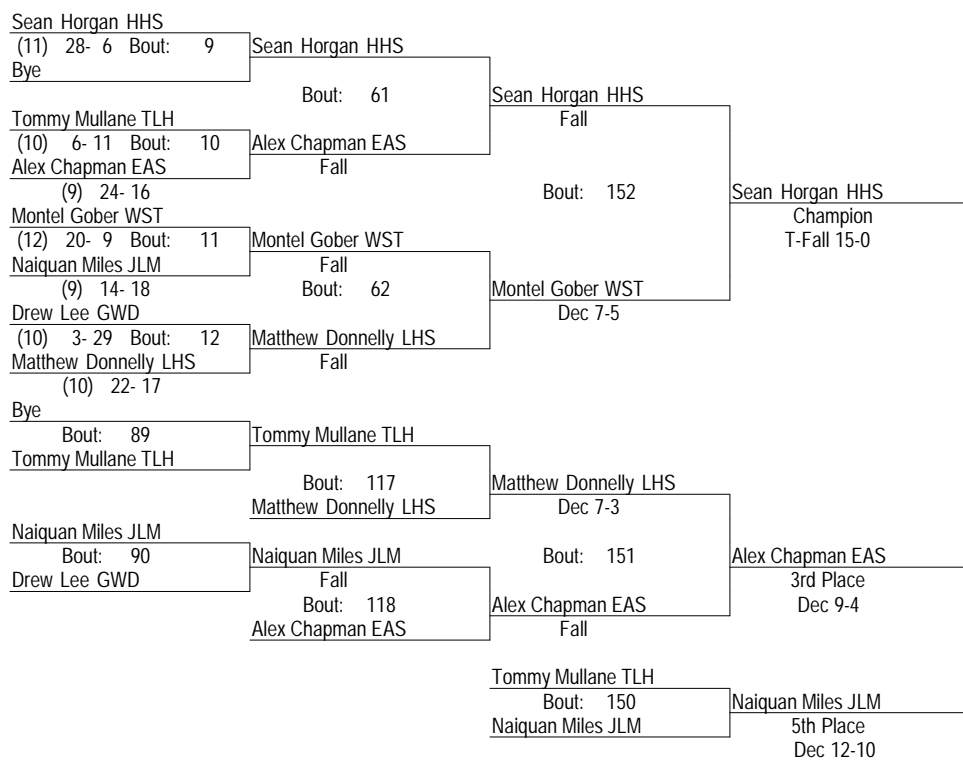 Sean Horgan HHS
(11) 28- 6 Bout: 9
Sean Horgan HHS
Bye
Bout: 61
Sean Horgan HHS
Tommy Mullane TLH
Fall
(10) 6- 11 Bout: 10
Alex Chapman EAS
Alex Chapman EAS
Fall
(9) 24- 16
Bout: 152
Sean Horgan HHS
Montel Gober WST
Champion
(12) 20- 9 Bout: 11
Montel Gober WST
T-Fall 15-0
Naiquan Miles JLM
Fall
(9) 14- 18
Bout: 62
Montel Gober WST
Drew Lee GWD
Dec 7-5
(10) 3- 29 Bout: 12
Matthew Donnelly LHS
Matthew Donnelly LHS
Fall
(10) 22- 17
Bye
Bout: 89
Tommy Mullane TLH
Tommy Mullane TLH
Bout: 117
Matthew Donnelly LHS
Matthew Donnelly LHS
Dec 7-3
Naiquan Miles JLM
Bout: 90
Naiquan Miles JLM
Bout: 151
Alex Chapman EAS
Drew Lee GWD
Fall
3rd Place
Bout: 118
Alex Chapman EAS
Dec 9-4
Alex Chapman EAS
Fall
Tommy Mullane TLH
Bout: 150
Naiquan Miles JLM
Naiquan Miles JLM
5th Place
Dec 12-10